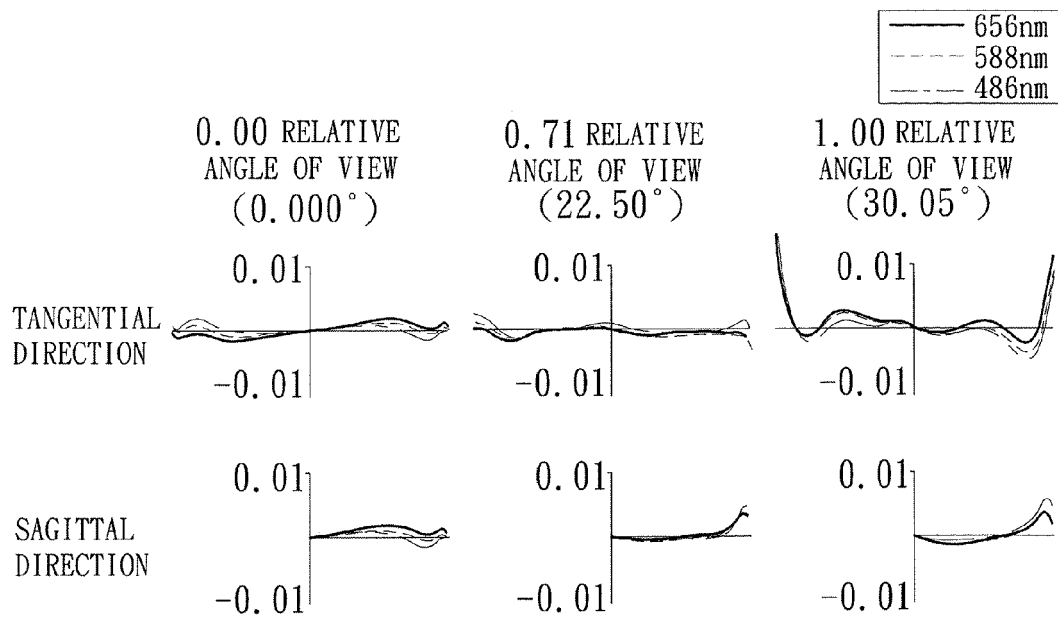 656nm
588nm
486nm
0.00 RELATIVE
ANGLE OF VIEW
(0.000°)
0.71 RELATIVE
ANGLE OF VIEW
(22.50°)
1.00 RELATIVE
ANGLE OF VIEW
(30.05°)
TANGENTIAL
DIRECTION
0.01
-0.01
0.01
-0.01
0.01
-0.01
SAGITTAL
DIRECTION
0.01
-0.01
0.01
-0.01
0.01
-0.01